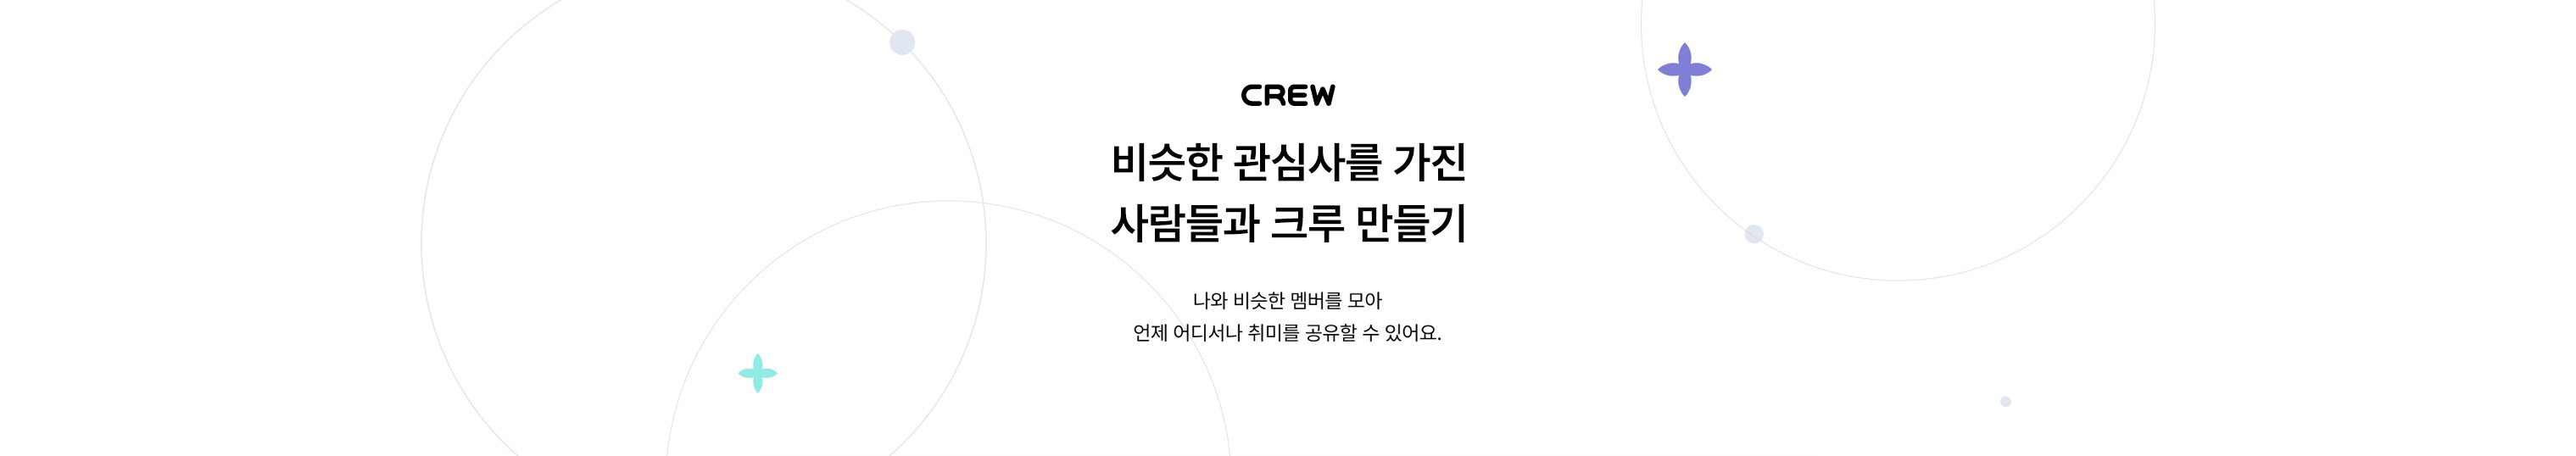 CREW
비슷한 관심사를 가진
사람들과 크루 만들기
나와 비슷한 멤버를 모아
언제 어디서나 취미를 공유할 수 있어요.